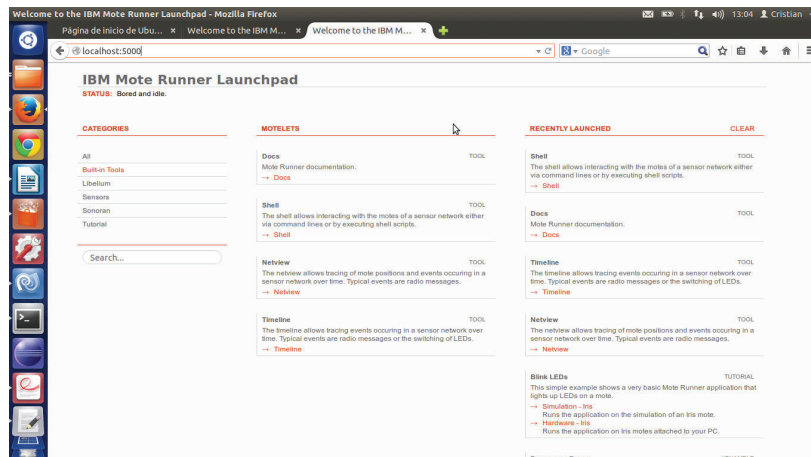 Welcome to the IBM Mote Runner Launchpad - Mozilla Firefox
13:04 Cristian
Página de inicio de Ubu... × Welcome to the IBM M... × Welcome to the IBM M... ×
localhost:5000
Google
IBM Mote Runner Launchpad
STATUS: Bored and idle.
CATEGORIES
All
Built-in Tools
Libelium
Sensors
Sonoran
Tutorial
Search...
MOTELETS
Docs TOOL
Mote Runner documentation.
→ Docs
Shell TOOL
The shell allows interacting with the motes of a sensor network either
via command lines or by executing shell scripts.
→ Shell
Netview TOOL
The netview allows tracing of mote positions and events occuring in a
sensor network over time. Typical events are radio messages.
→ Netview
Timeline TOOL
The timeline allows tracing events occuring in a sensor network over
time. Typical events are radio messages or the switching of LEDs.
→ Timeline
RECENTLY LAUNCHED CLEAR
Shell TOOL
The shell allows interacting with the motes of a sensor network either
via command lines or by executing shell scripts.
→ Shell
Docs TOOL
Mote Runner documentation.
→ Docs
Timeline TOOL
The timeline allows tracing events occuring in a sensor network over
time. Typical events are radio messages or the switching of LEDs.
→ Timeline
Netview TOOL
The netview allows tracing of mote positions and events occuring in a
sensor network over time. Typical events are radio messages.
→ Netview
Blink LEDs TUTORIAL
This simple example shows a very basic Mote Runner application that
lights up LEDs on a mote.
→ Simulation - Iris
Runs the application on the simulation of an Iris mote.
→ Hardware - Iris
Runs the application on Iris motes attached to your PC.